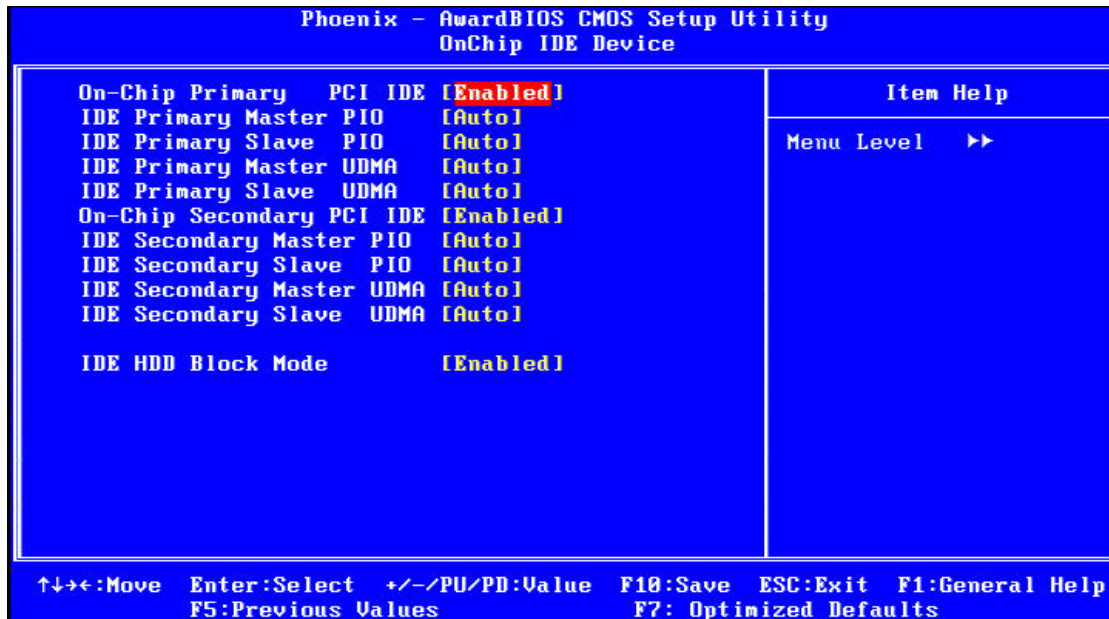 Phoenix - AwardBIOS CMOS Setup Utility
OnChip IDE Device
On-Chip Primary PCI IDE [Enabled]
IDE Primary Master PIO [Auto]
IDE Primary Slave PIO [Auto]
IDE Primary Master UDMA [Auto]
IDE Primary Slave UDMA [Auto]
On-Chip Secondary PCI IDE [Enabled]
IDE Secondary Master PIO [Auto]
IDE Secondary Slave PIO [Auto]
IDE Secondary Master UDMA [Auto]
IDE Secondary Slave UDMA [Auto]
IDE HDD Block Mode [Enabled]
Item Help
Menu Level ▶▶
↑↓→←:Move Enter:Select +/-/PU/PD:Value F10:Save ESC:Exit F1:General Help
F5:Previous Values F7: Optimized Defaults